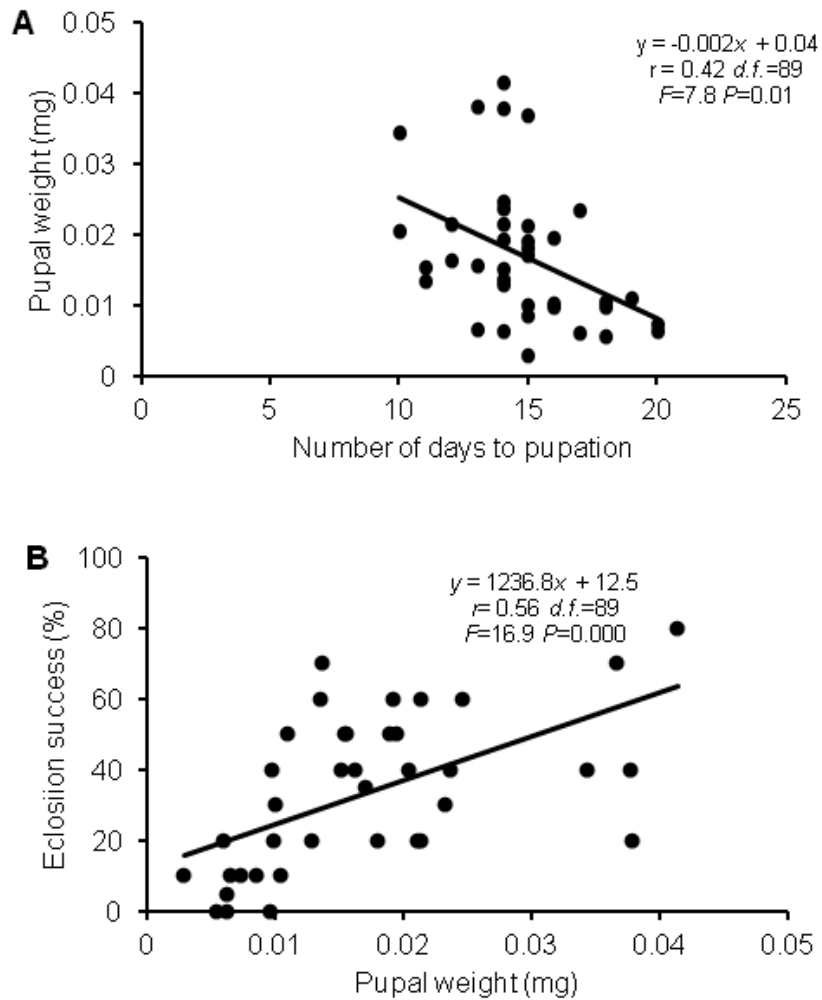 A
y = -0.002x + 0.04
r = 0.42 d.f.=89
F=7.8 P=0.01
Pupal weight (mg)
0.05
0.04
0.03
0.02
0.01
0
0 5 10 15 20 25
Number of days to pupation
B
y = 1236.8x + 12.5
r= 0.56 d.f.=89
F=16.9 P=0.000
Eclosiion success (%)
100
80
60
40
20
0
0 0.01 0.02 0.03 0.04 0.05
Pupal weight (mg)